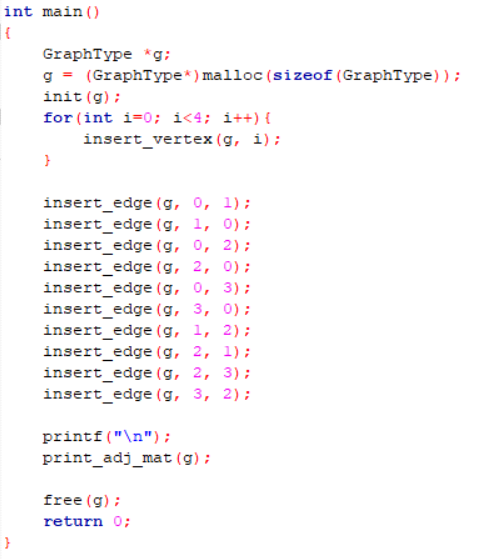 int main()
{
    GraphType *g;
    g = (GraphType*)malloc(sizeof(GraphType));
    init(g);
    for(int i=0; i<4; i++){
        insert_vertex(g, i);
    }

    insert_edge(g, 0, 1);
    insert_edge(g, 1, 0);
    insert_edge(g, 0, 2);
    insert_edge(g, 2, 0);
    insert_edge(g, 0, 3);
    insert_edge(g, 3, 0);
    insert_edge(g, 1, 2);
    insert_edge(g, 2, 1);
    insert_edge(g, 2, 3);
    insert_edge(g, 3, 2);

    printf("\n");
    print_adj_mat(g);

    free(g);
    return 0;
}